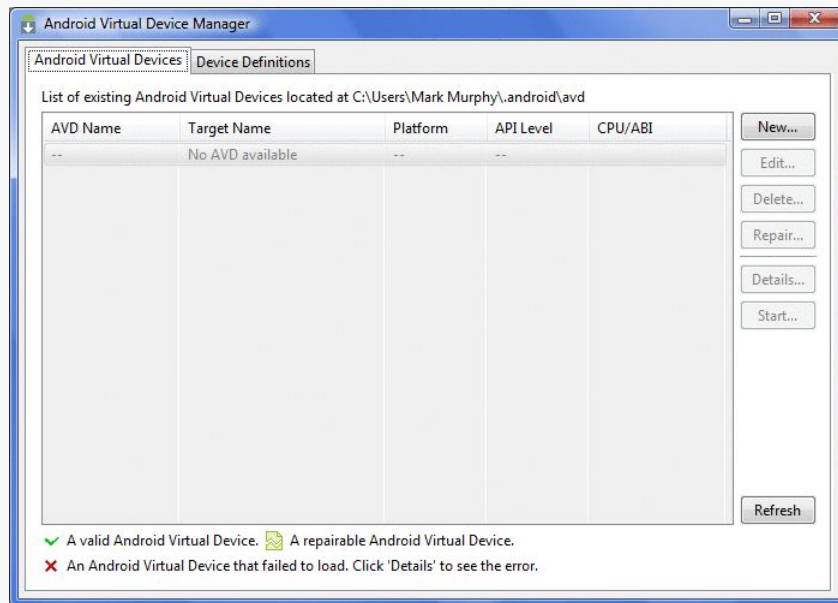 Android Virtual Device Manager
Android Virtual Devices Device Definitions
List of existing Android Virtual Devices located at C:\Users\Mark Murphy\.android\avd
AVD Name Target Name Platform API Level CPU/ABI
-- No AVD available -- --
New...
Edit...
Delete...
Repair...
Details...
Start...
Refresh
A valid Android Virtual Device. A repairable Android Virtual Device.
An Android Virtual Device that failed to load. Click 'Details' to see the error.